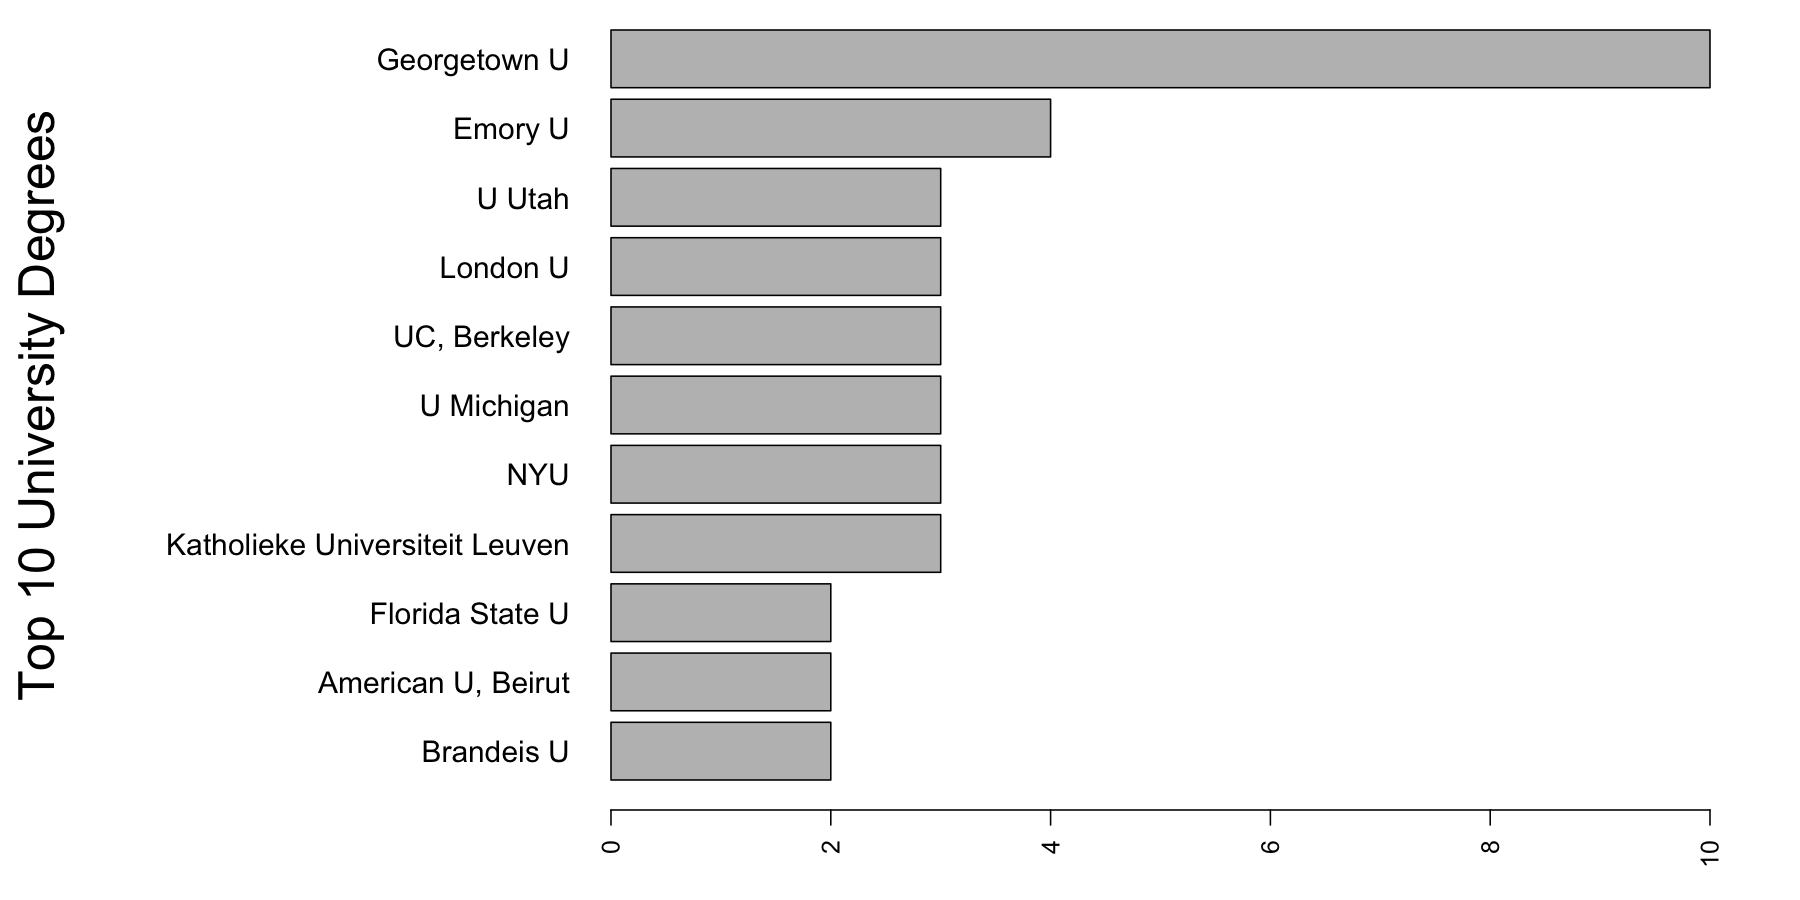 Top 10 University Degrees
Georgetown U
Emory U
U Utah
London U
UC, Berkeley
U Michigan
NYU
Katholieke Universiteit Leuven
Florida State U
American U, Beirut
Brandeis U
0 2 4 6 8 10